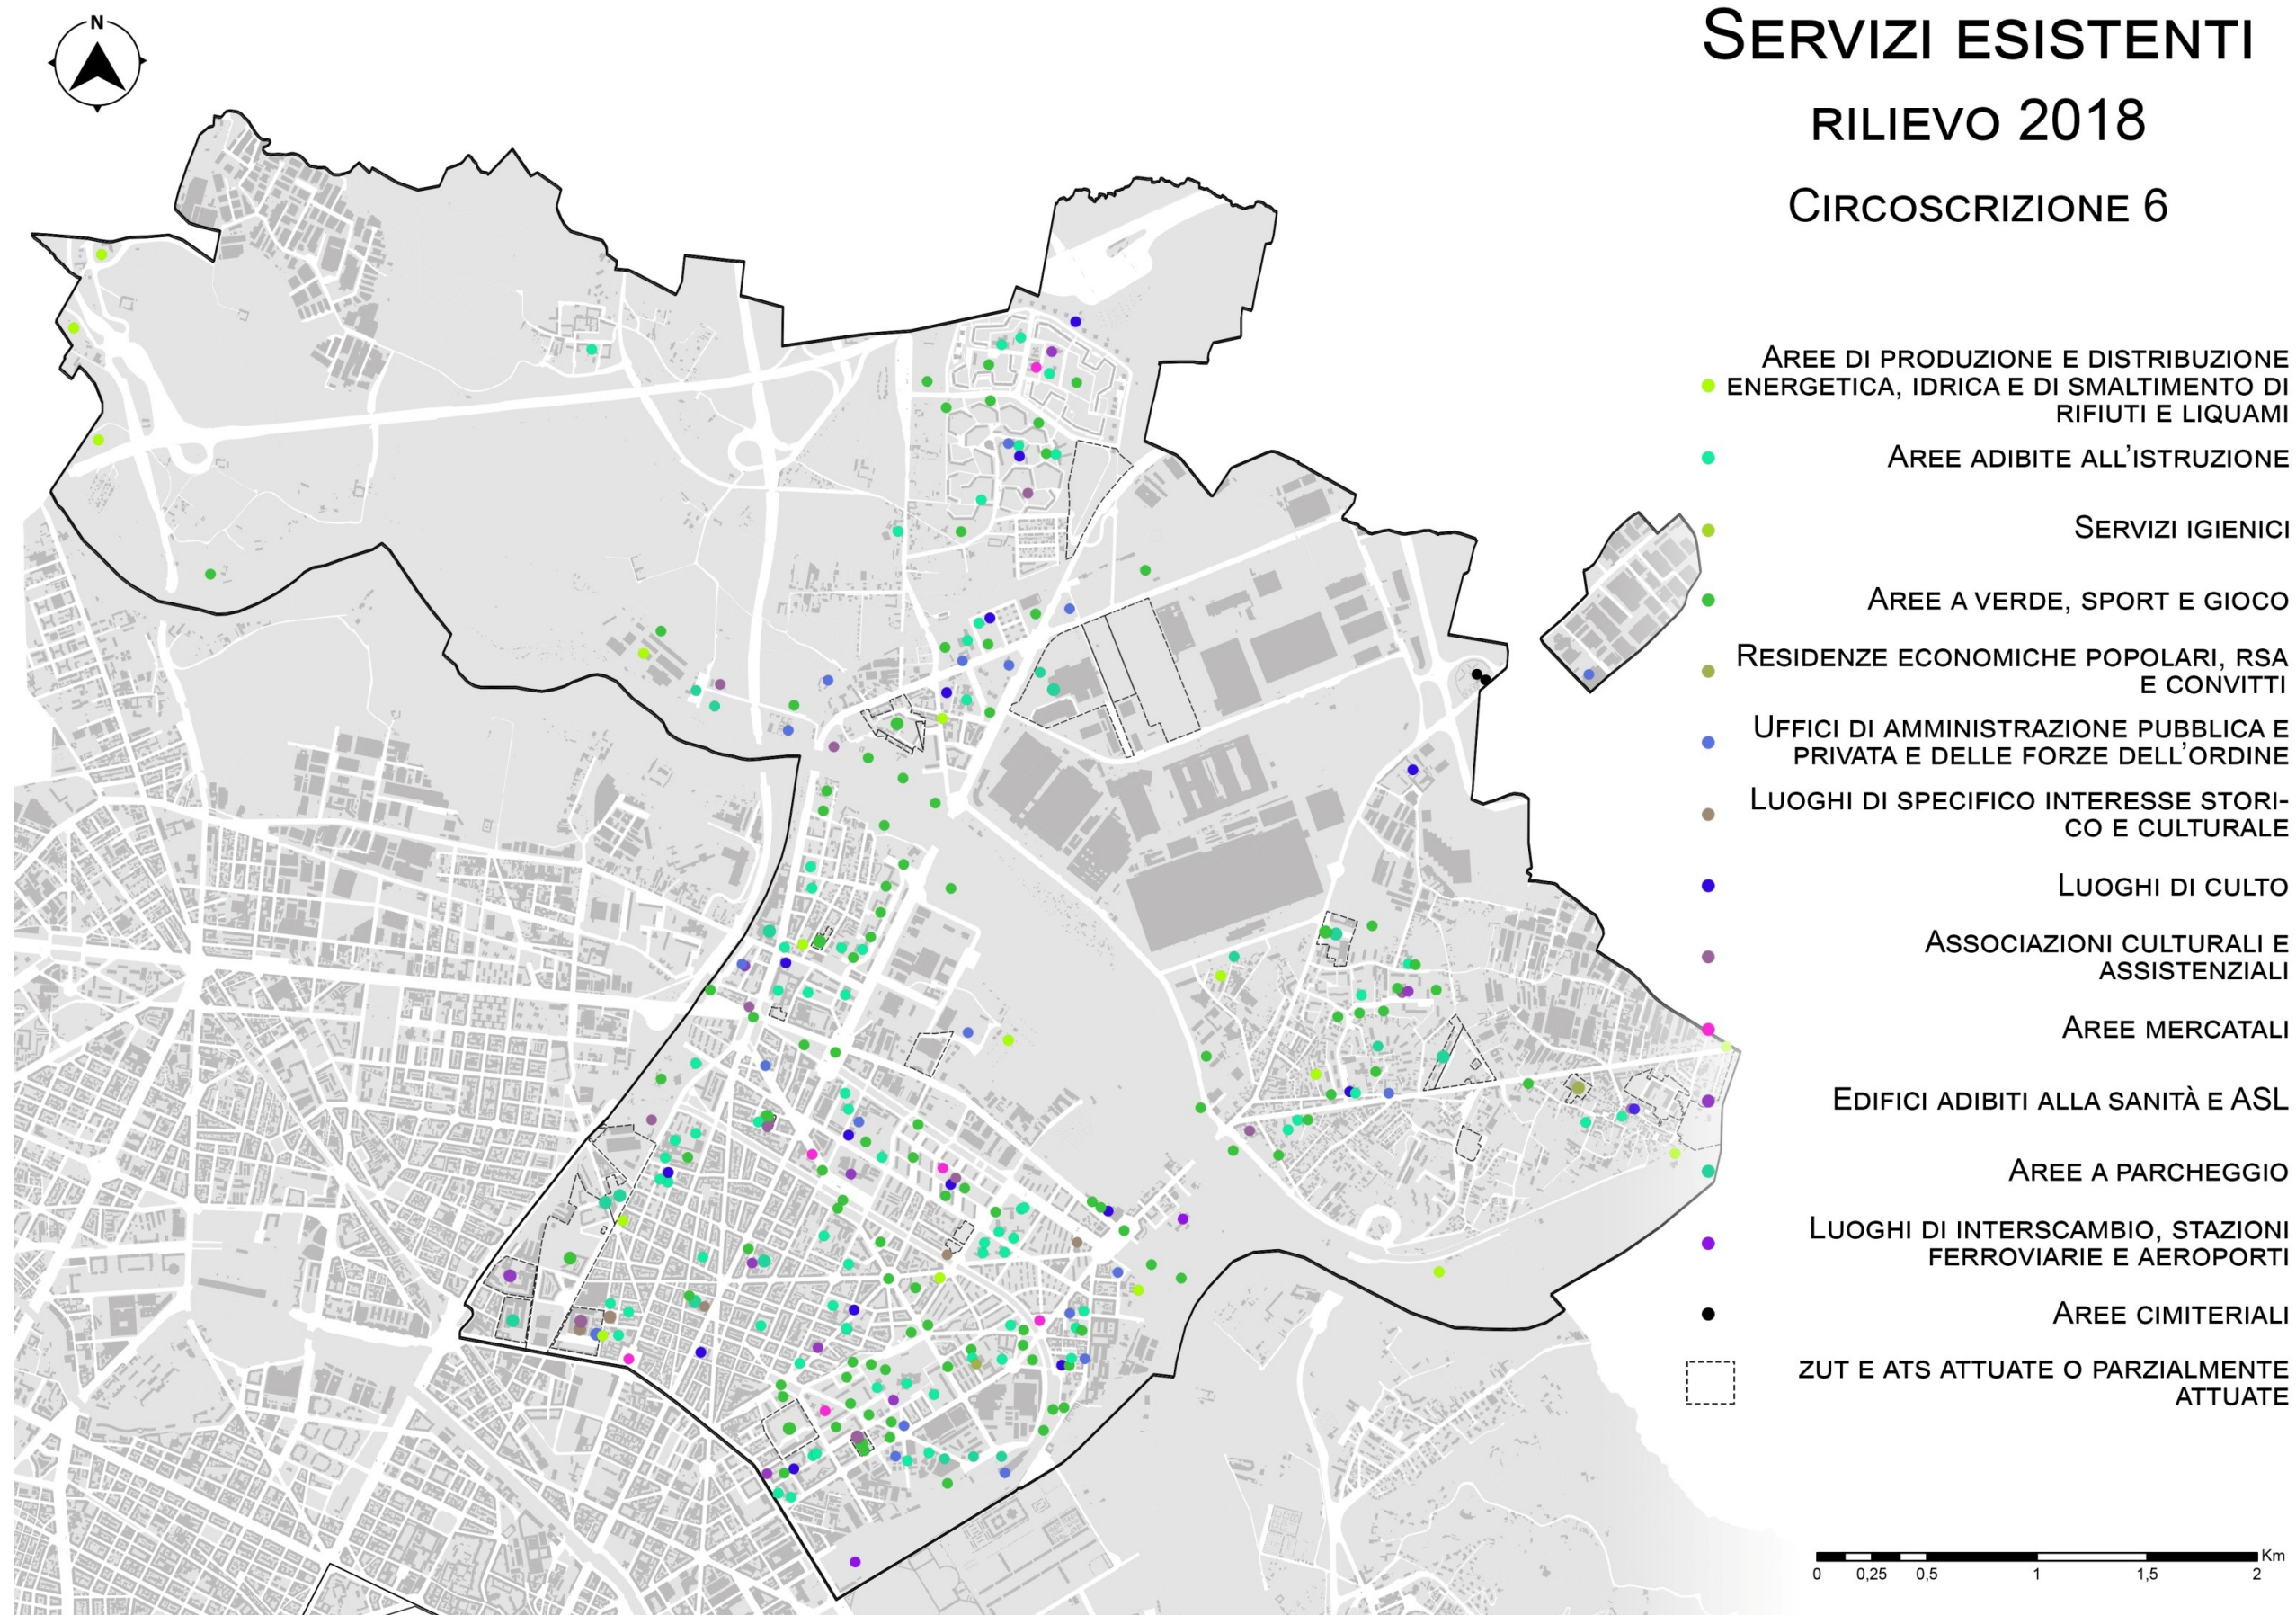 N
SERVIZI ESISTENTI
RILIEVO 2018
CIRCOSCRIZIONE 6
AREE DI PRODUZIONE E DISTRIBUZIONE
ENERGETICA, IDRICA E DI SMALTIMENTO DI
RIFIUTI E LIQUAMI
AREE ADIBITE ALL'ISTRUZIONE
SERVIZI IGIENICI
AREE A VERDE, SPORT E GIOCO
RESIDENZE ECONOMICHE POPOLARI, RSA
E CONVITTI
UFFICI DI AMMINISTRAZIONE PUBBLICA E
PRIVATA E DELLE FORZE DELL'ORDINE
LUOGHI DI SPECIFICO INTERESSE STORI-
CO E CULTURALE
LUOGHI DI CULTO
ASSOCIAZIONI CULTURALI E
ASSISTENZIALI
AREE MERCATALI
EDIFICI ADIBITI ALLA SANITÀ E ASL
AREE A PARCHEGGIO
LUOGHI DI INTERSCAMBIO, STAZIONI
FERROVIARIE E AEROPORTI
AREE CIMITERIALI
ZUT E ATS ATTUATE O PARZIALMENTE
ATTUATE
Km
0 0,25 0,5 1 1,5 2